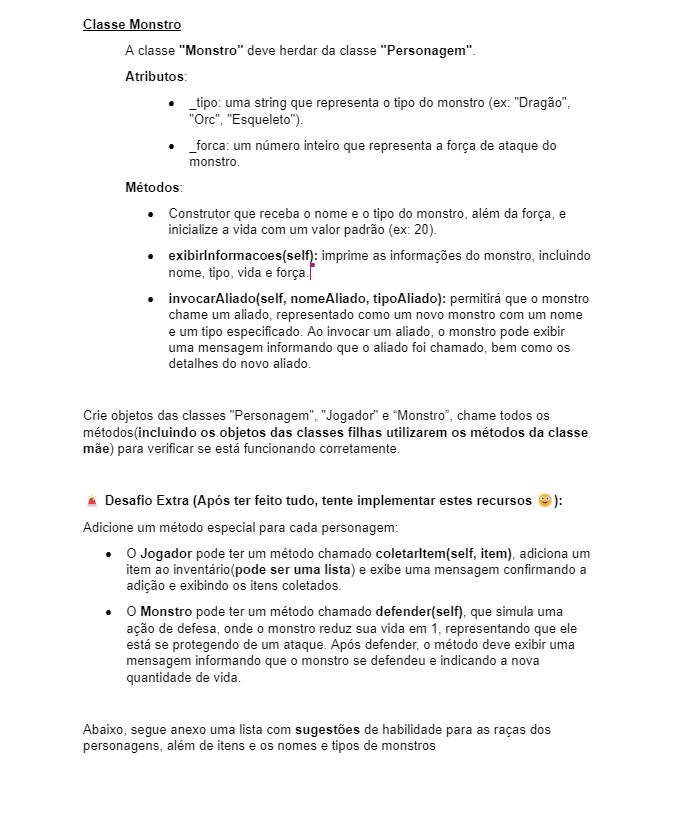 Classe Monstro
A classe "Monstro" deve herdar da classe "Personagem".
Atributos:
● _tipo: uma string que representa o tipo do monstro (ex: "Dragão",
"Orc", "Esqueleto").
● _forca: um número inteiro que representa a força de ataque do
monstro.
Métodos:
● Construtor que receba o nome e o tipo do monstro, além da força, e
inicialize a vida com um valor padrão (ex: 20).
● exibirInformacoes(self): imprime as informações do monstro, incluindo
nome, tipo, vida e força.
● invocarAliado(self, nomeAliado, tipoAliado): permitirá que o monstro
chame um aliado, representado como um novo monstro com um nome
e um tipo especificado. Ao invocar um aliado, o monstro pode exibir
uma mensagem informando que o aliado foi chamado, bem como os
detalhes do novo aliado.
Crie objetos das classes "Personagem", "Jogador" e “Monstro”, chame todos os
métodos(incluindo os objetos das classes filhas utilizarem os métodos da classe
mãe) para verificar se está funcionando corretamente.
🚨 Desafio Extra (Após ter feito tudo, tente implementar estes recursos 😀):
Adicione um método especial para cada personagem:
● O Jogador pode ter um método chamado coletarItem(self, item), adiciona um
item ao inventário(pode ser uma lista) e exibe uma mensagem confirmando a
adição e exibindo os itens coletados.
● O Monstro pode ter um método chamado defender(self), que simula uma
ação de defesa, onde o monstro reduz sua vida em 1, representando que ele
está se protegendo de um ataque. Após defender, o método deve exibir uma
mensagem informando que o monstro se defendeu e indicando a nova
quantidade de vida.
Abaixo, segue anexo uma lista com sugestões de habilidade para as raças dos
personagens, além de itens e os nomes e tipos de monstros